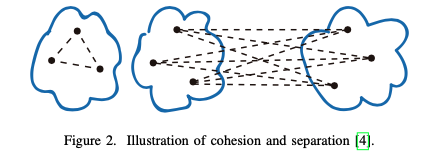 Figure 2. Illustration of cohesion and separation [4].